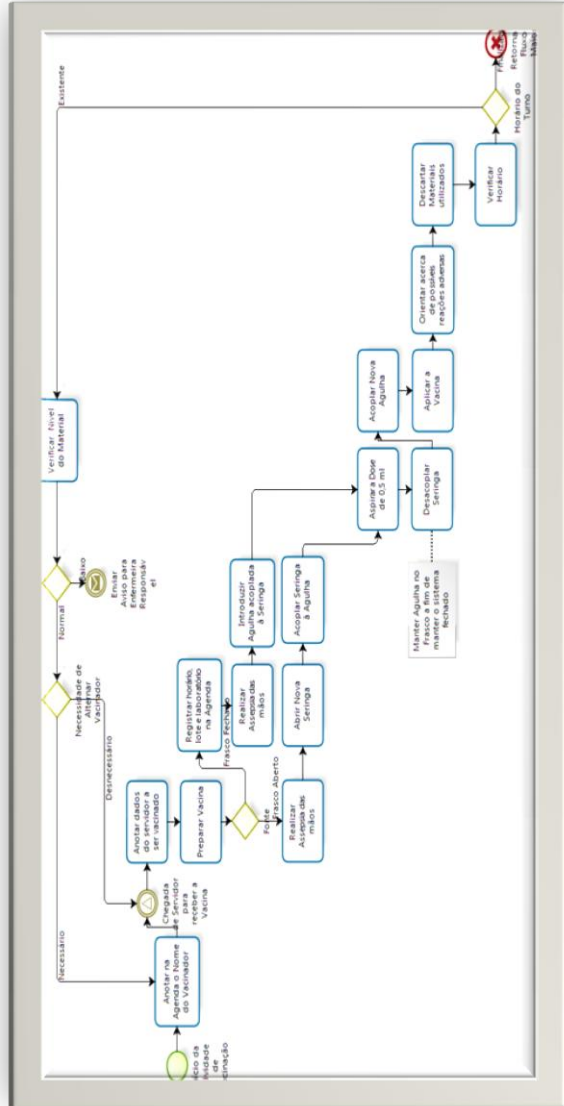 Anotar na
Agenda o Nome
do Vacinador
Chegada
de Servidor
para
receber a
Vacina
Anotar dados
do servidor a
ser vacinado
Preparar Vacina
Fonte
Frasco Fechado
Frasco Aberto
Registrar horário,
lote e laboratório
na Agenda
Realizar
Assepsia das
mãos
Introduzir
Agulha acoplada
à Seringa
Realizar
Assepsia das
mãos
Abrir Nova
Seringa
Acoplar Seringa
à Agulha
Aspirar a Dose
de 0,5 ml
Desacoplar
Seringa
Manter Agulha no
Frasco a fim de
manter o sistema
fechado
Acoplar Nova
Agulha
Aplicar a
Vacina
Orientar acerca
de possíveis
reações adversas
Descartar
Materiais
utilizados
Verificar
Horário
Horário do
Turno
Retorna
Fluxo
Existente
Verificar Nível
do Material
Normal
Enviar
Aviso para
Enfermeira
Responsáv
el
Necessidade de
Alternar
Vacinador
Desnecessário
Necessário